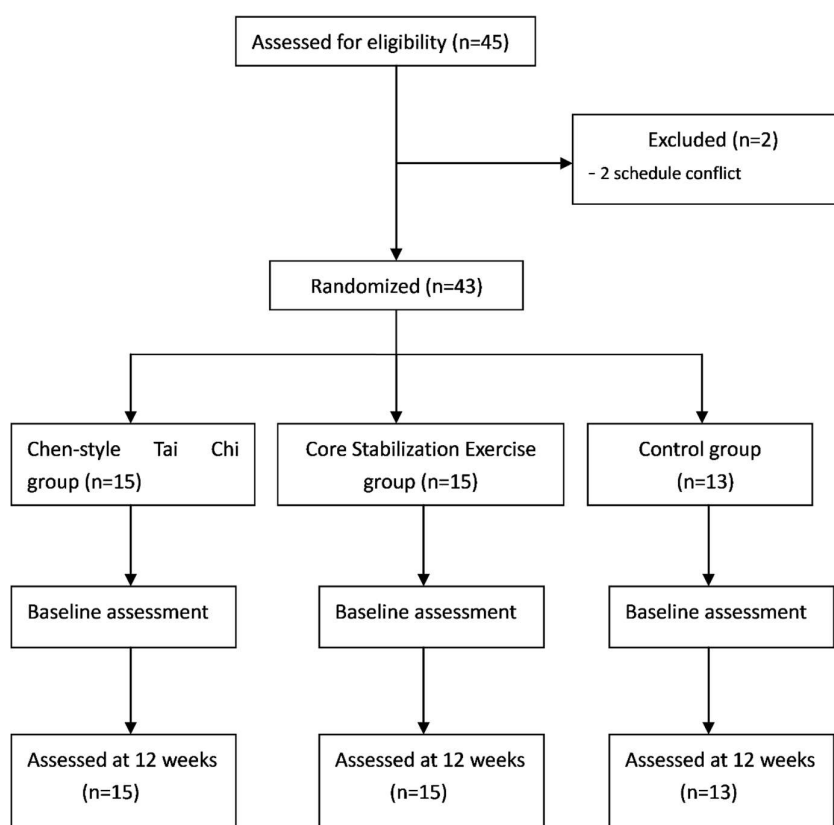 Assessed for eligibility (n=45)
Excluded (n=2)
- 2 schedule conflict
Randomized (n=43)
Chen-style Tai Chi
group (n=15)
Core Stabilization Exercise
group (n=15)
Control group
(n=13)
Baseline assessment
Baseline assessment
Baseline assessment
Assessed at 12 weeks
(n=15)
Assessed at 12 weeks
(n=15)
Assessed at 12 weeks
(n=13)